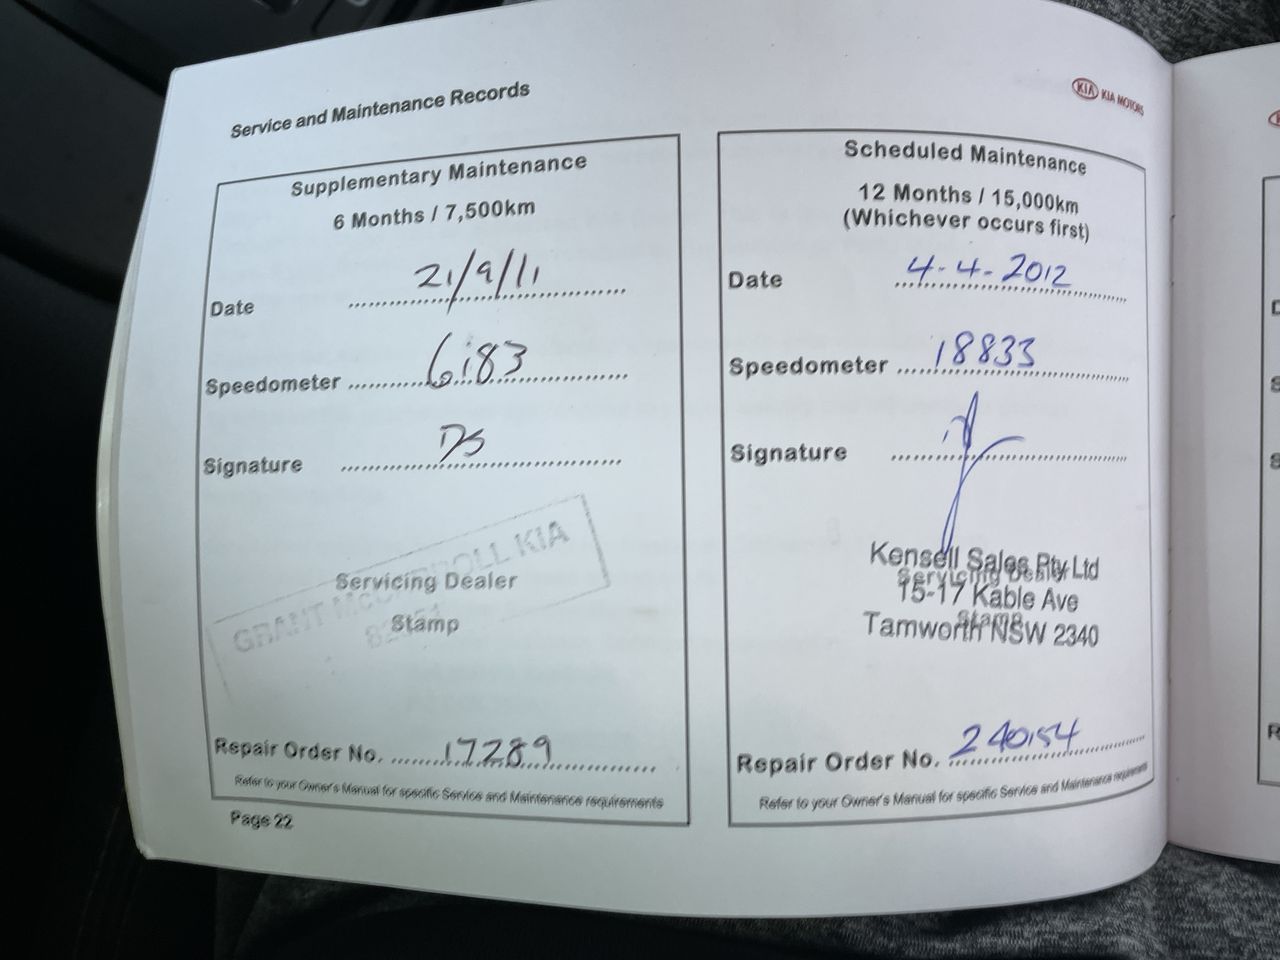 Service and Maintenance Records
KIA KIA MOTORS
Supplementary Maintenance
6 Months / 7,500km
Date 21/9/11
Speedometer 6183
Signature DS
GRANT McCARROLL KIA
Servicing Dealer
Stamp
Repair Order No. 17289
Refer to your Owner's Manual for specific Service and Maintenance requirements
Page 22
Scheduled Maintenance
12 Months / 15,000km
(Whichever occurs first)
Date 4-4-2012
Speedometer 18833
Signature
Kensell Sales Pty Ltd
Servicing Dealer
15-17 Kable Ave
Stamp
Tamworth NSW 2340
Repair Order No. 240154
Refer to your Owner's Manual for specific Service and Maintenance requirements